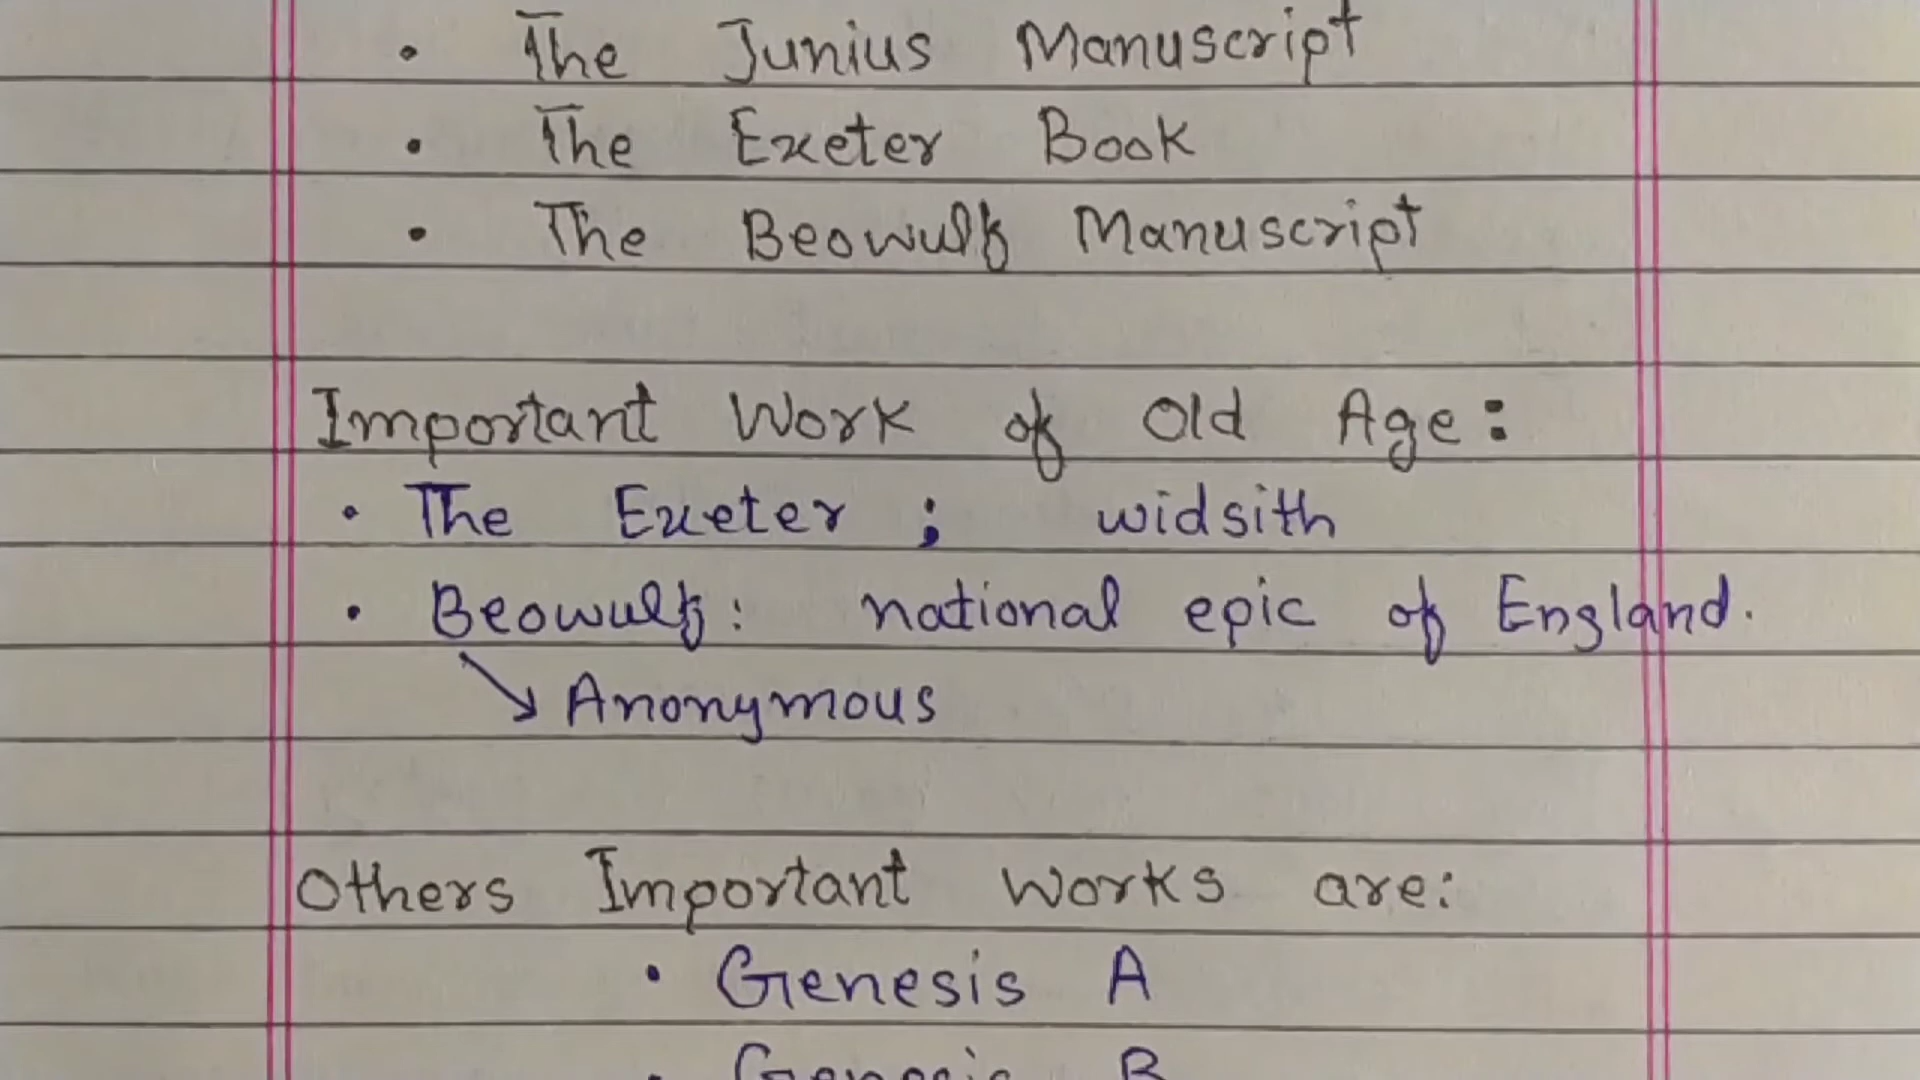 • The Junius Manuscript
• The Exeter Book
• The Beowulf Manuscript
Important Work of Old Age:
• The Exeter ; widsith
• Beowulf: national epic of England.
↘ Anonymous
Others Important Works are:
• Genesis A
• Genesis B